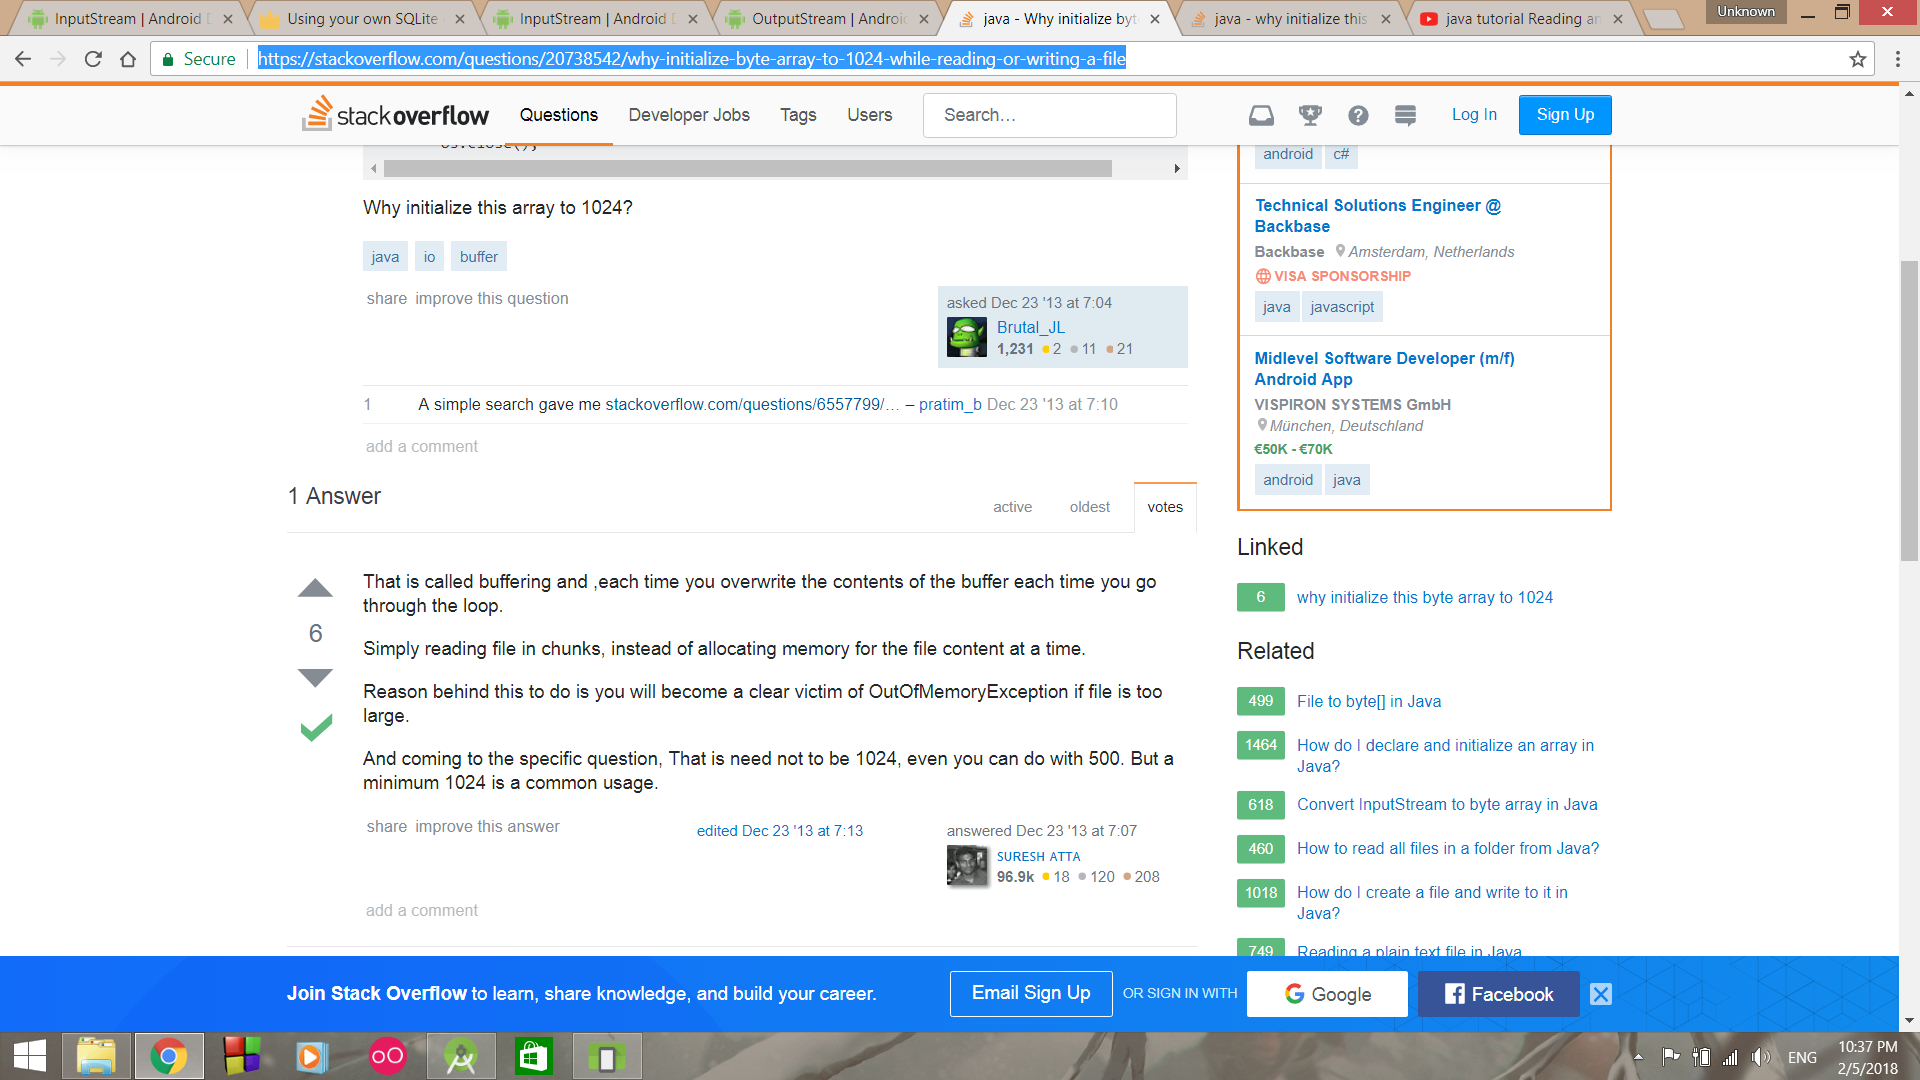 InputStream | Android D
Using your own SQLite
InputStream | Android D
OutputStream | Androi
java - Why initialize byt
java - why initialize this
java tutorial Reading an
Unknown
Secure
https://stackoverflow.com/questions/20738542/why-initialize-byte-array-to-1024-while-reading-or-writing-a-file
stackoverflow
Questions
Developer Jobs
Tags
Users
Search...
Log In
Sign Up
os.close();
Why initialize this array to 1024?
java io buffer
share improve this question
asked Dec 23 '13 at 7:04
Brutal_JL
1,231 2 11 21
1 A simple search gave me stackoverflow.com/questions/6557799/… – pratim_b Dec 23 '13 at 7:10
add a comment
1 Answer
active oldest votes
That is called buffering and ,each time you overwrite the contents of the buffer each time you go
through the loop.
6
Simply reading file in chunks, instead of allocating memory for the file content at a time.
Reason behind this to do is you will become a clear victim of OutOfMemoryException if file is too
large.
And coming to the specific question, That is need not to be 1024, even you can do with 500. But a
minimum 1024 is a common usage.
share improve this answer
edited Dec 23 '13 at 7:13
answered Dec 23 '13 at 7:07
SURESH ATTA
96.9k 18 120 208
add a comment
android c#
Technical Solutions Engineer @
Backbase
Backbase Amsterdam, Netherlands
VISA SPONSORSHIP
java javascript
Midlevel Software Developer (m/f)
Android App
VISPIRON SYSTEMS GmbH
München, Deutschland
€50K - €70K
android java
Linked
6 why initialize this byte array to 1024
Related
499 File to byte[] in Java
1464 How do I declare and initialize an array in
Java?
618 Convert InputStream to byte array in Java
460 How to read all files in a folder from Java?
1018 How do I create a file and write to it in
Java?
749 Reading a plain text file in Java
Join Stack Overflow to learn, share knowledge, and build your career.
Email Sign Up
OR SIGN IN WITH
Google
Facebook
ENG
10:37 PM
2/5/2018